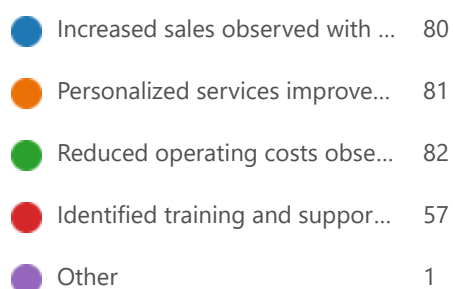 Increased sales observed with ... 80
Personalized services improve... 81
Reduced operating costs obse... 82
Identified training and suppor... 57
Other 1